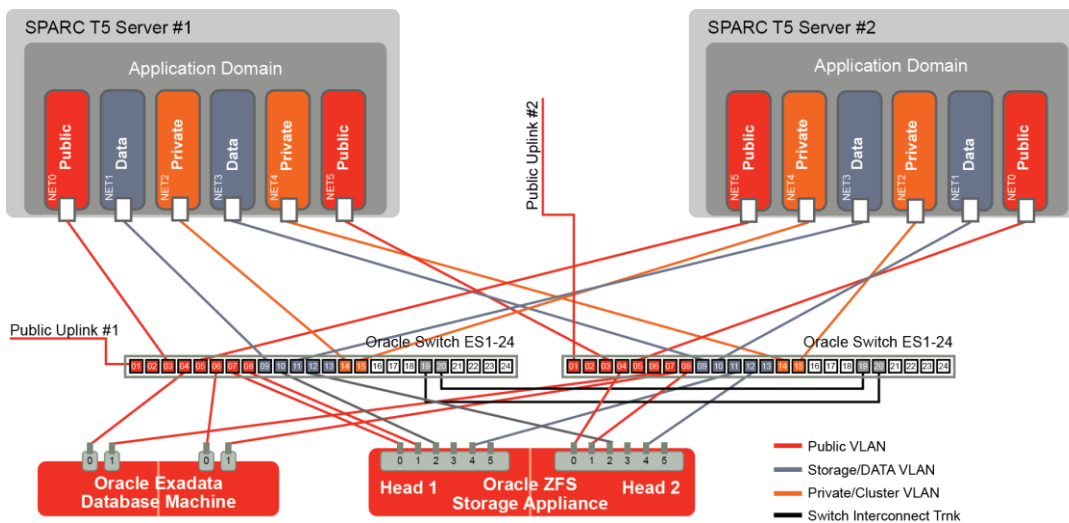 SPARC T5 Server #1
Application Domain
NET0 Public
NET1 Data
NET2 Private
NET3 Data
NET4 Private
NET5 Public
SPARC T5 Server #2
Application Domain
NET5 Public
NET4 Private
NET3 Data
NET2 Private
NET1 Data
NET0 Public
Public Uplink #2
Public Uplink #1
Oracle Switch ES1-24
01 02 03 04 05 06 07 08 09 10 11 12 13 14 15 16 17 18 19 20 21 22 23 24
Oracle Switch ES1-24
01 02 03 04 05 06 07 08 09 10 11 12 13 14 15 16 17 18 19 20 21 22 23 24
0 1 0 1
Oracle Exadata
Database Machine
0 1 2 3 4 5
0 1 2 3 4 5
Head 1
Oracle ZFS
Storage Appliance
Head 2
Public VLAN
Storage/DATA VLAN
Private/Cluster VLAN
Switch Interconnect Trnk